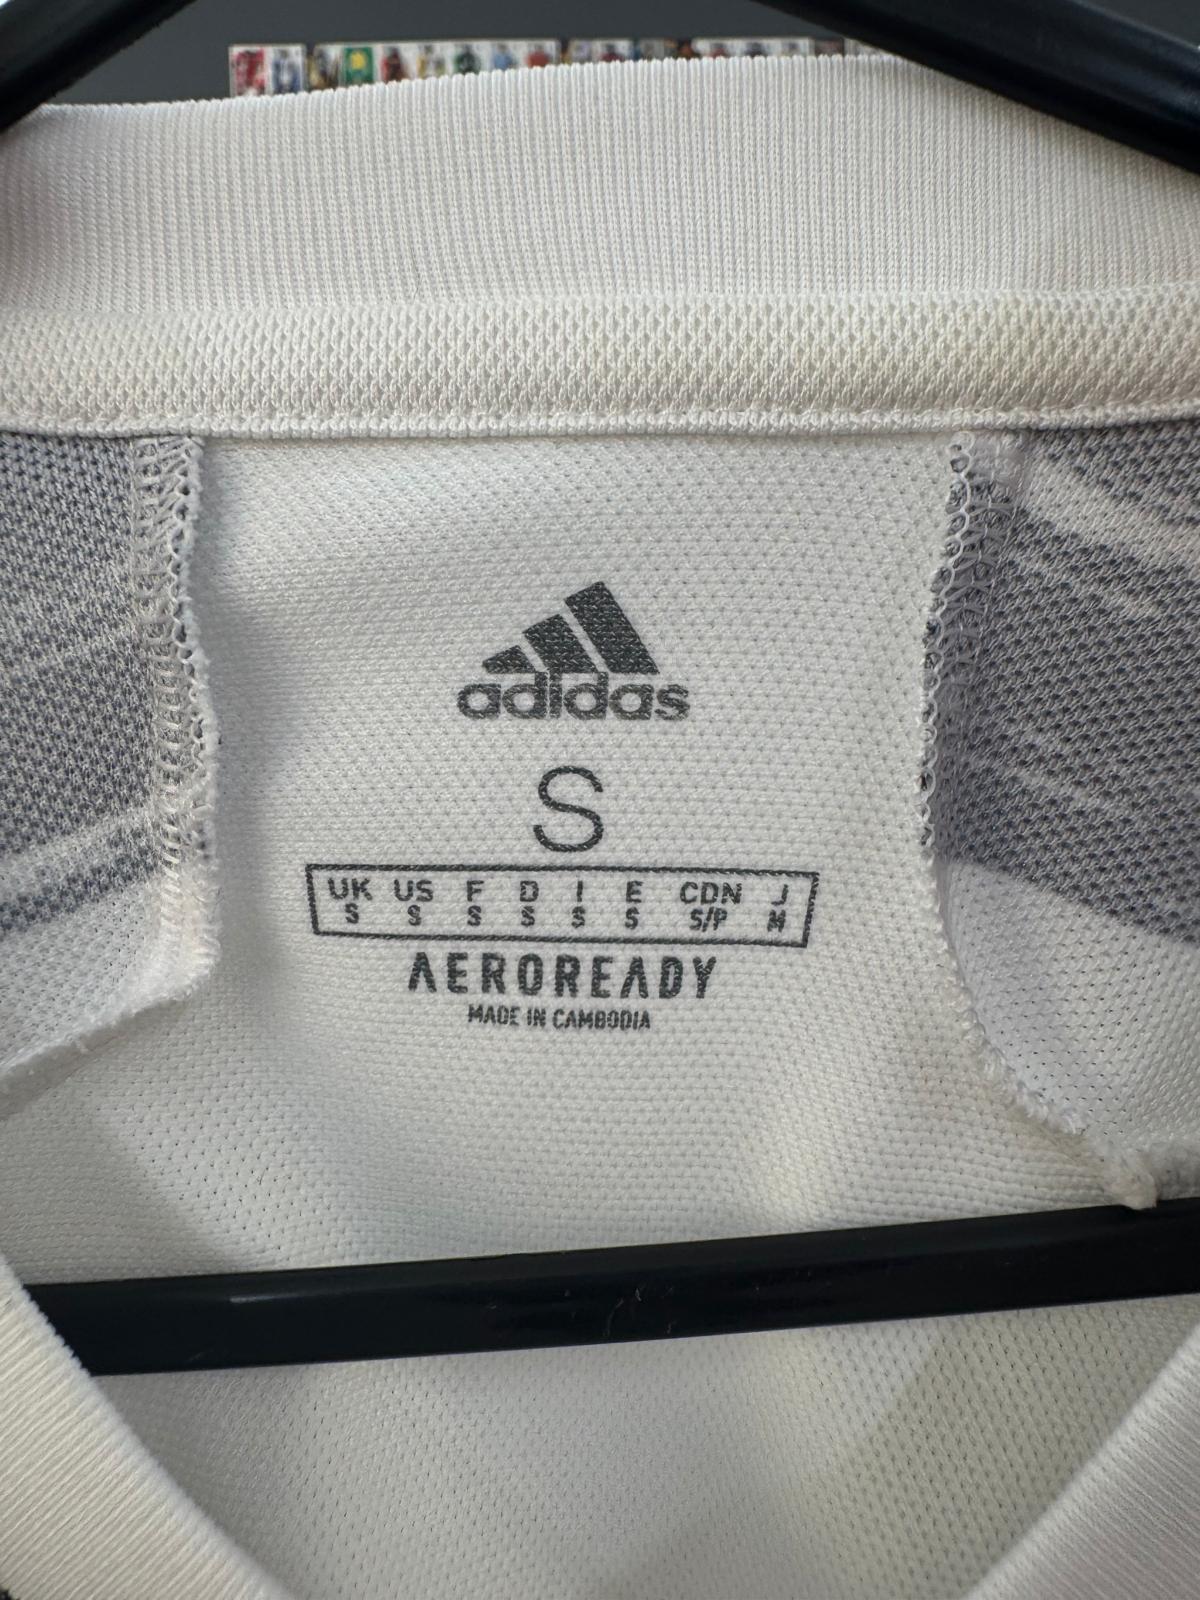 adidas
S
UK US F D I E CDN J
S S S S S S S/P M
AEROREADY
MADE IN CAMBODIA